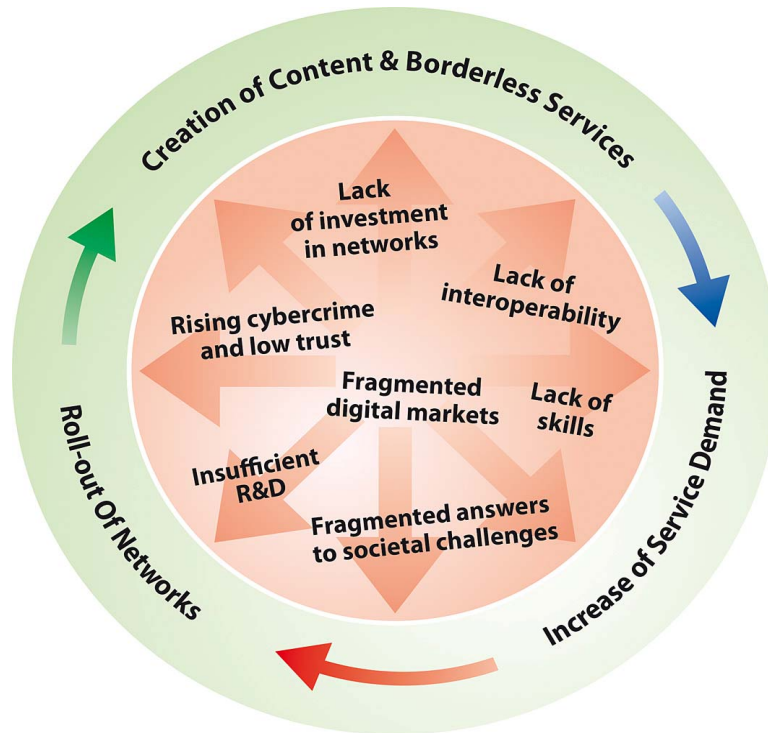 Creation of Content & Borderless Services
Lack
of investment
in networks
Lack of
interoperability
Rising cybercrime
and low trust
Fragmented
digital markets
Lack of
skills
Insufficient
R&D
Fragmented answers
to societal challenges
Increase of Service Demand
Roll-out Of Networks